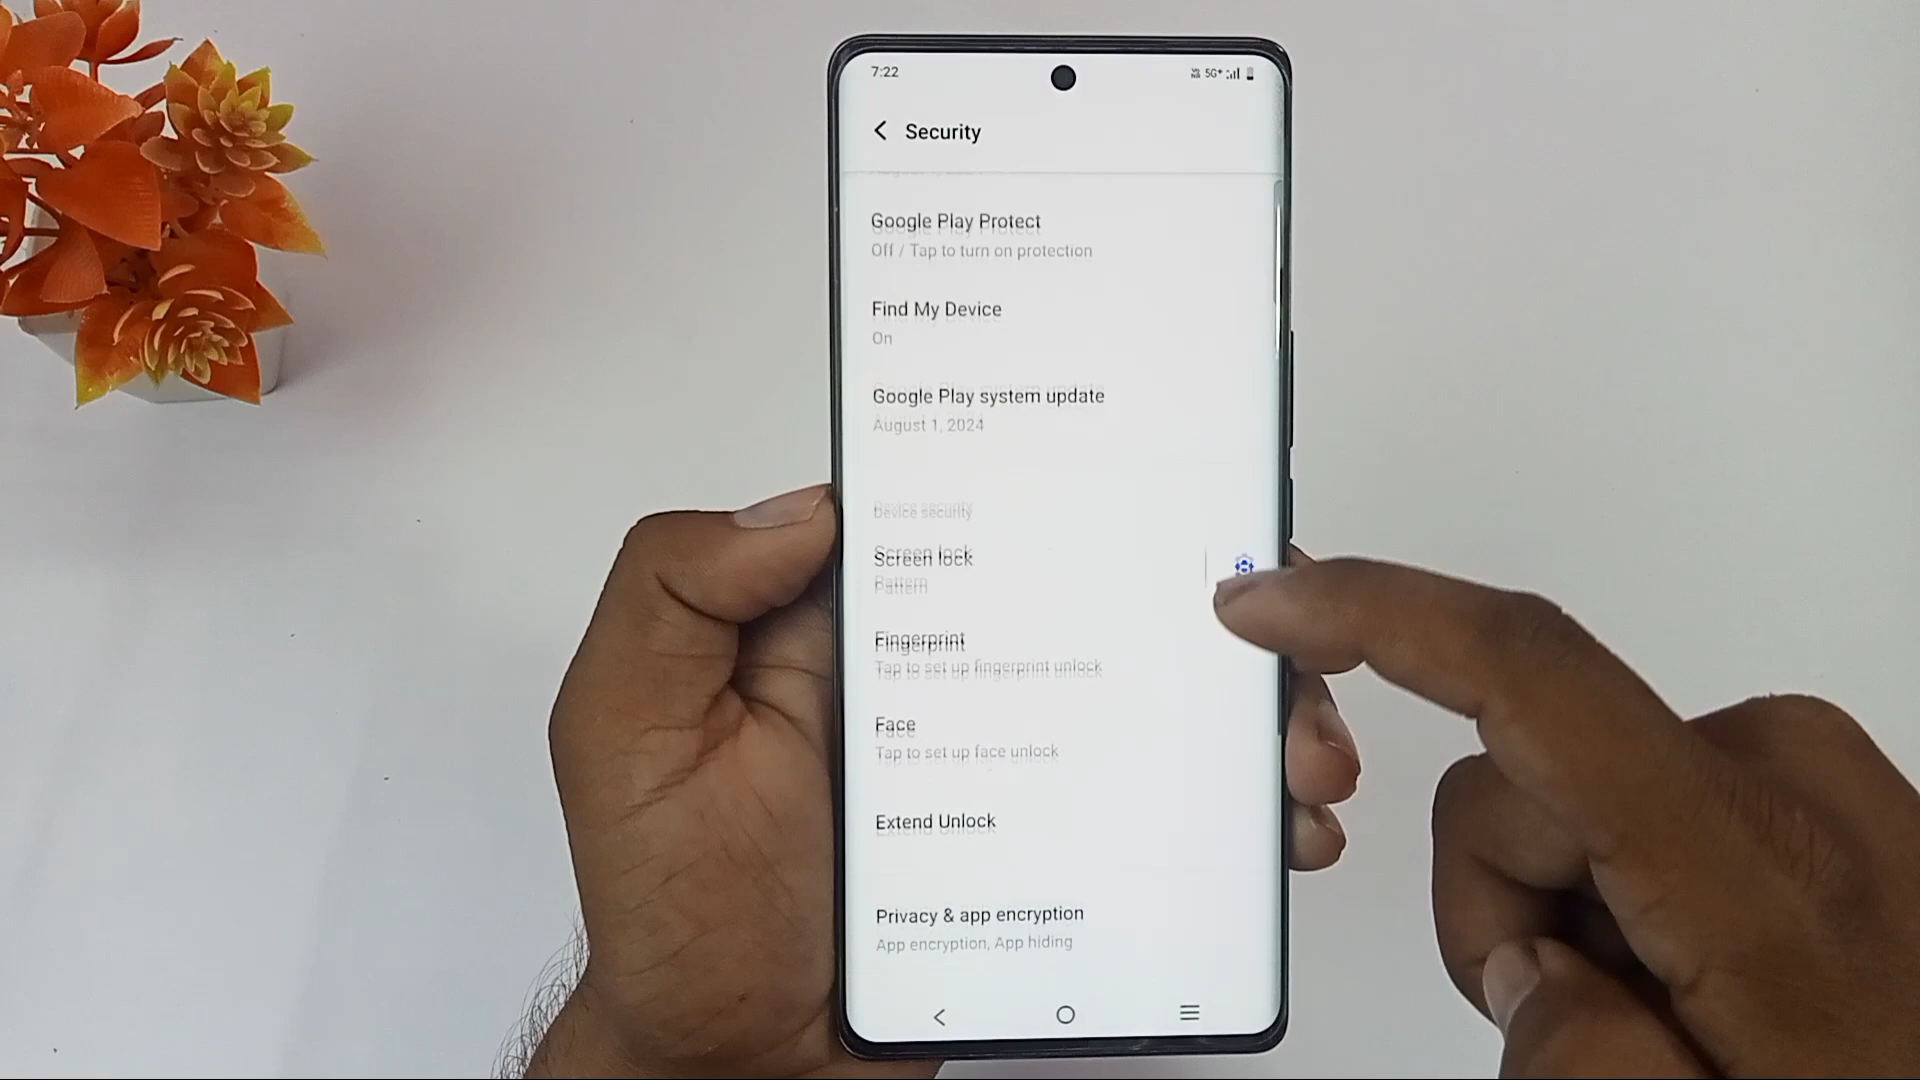 7:22
5G+
Security
Google Play Protect
Off / Tap to turn on protection
Find My Device
On
Google Play system update
August 1, 2024
Device security
Screen lock
Pattern
Fingerprint
Tap to set up fingerprint unlock
Face
Tap to set up face unlock
Extend Unlock
Privacy & app encryption
App encryption, App hiding